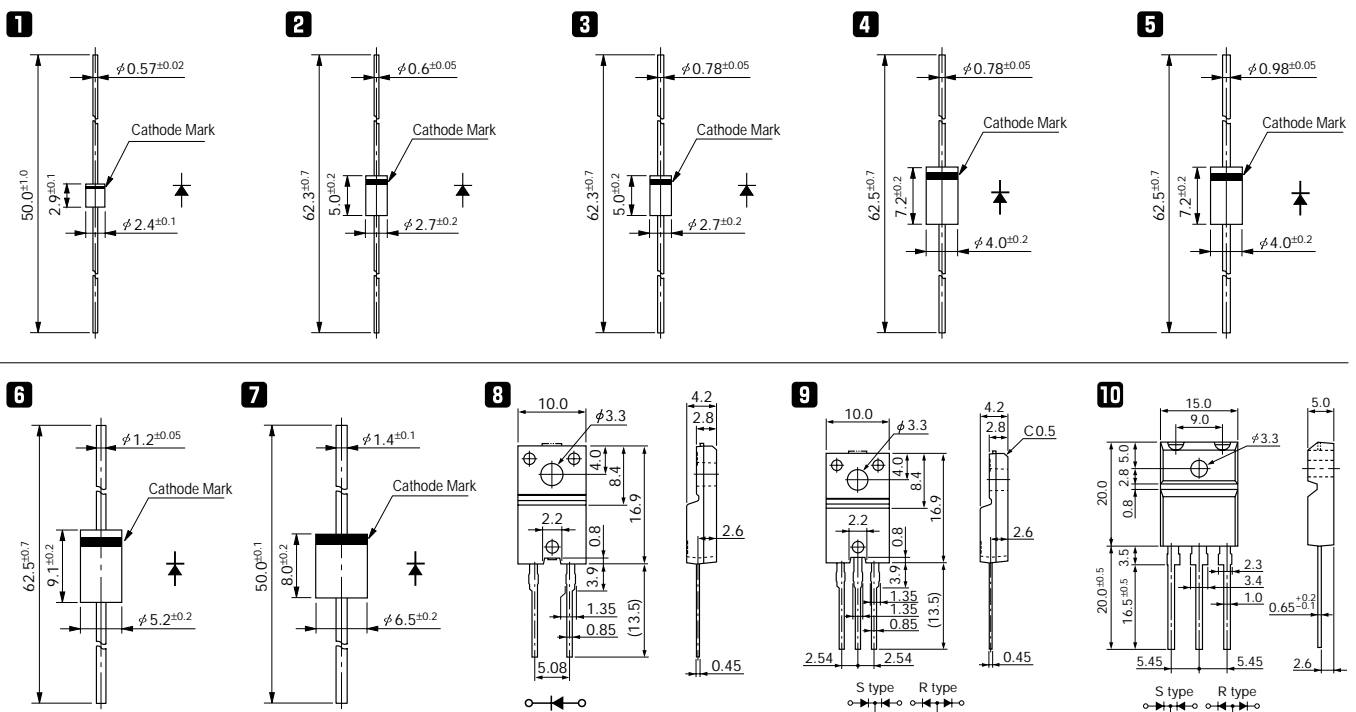 1
φ0.57±0.02
Cathode Mark
50.0±1.0
2.9±0.1
φ2.4±0.1
2
φ0.6±0.05
Cathode Mark
62.3±0.7
5.0±0.2
φ2.7±0.2
3
φ0.78±0.05
Cathode Mark
62.3±0.7
5.0±0.2
φ2.7±0.2
4
φ0.78±0.05
Cathode Mark
62.5±0.7
7.2±0.2
φ4.0±0.2
5
φ0.98±0.05
Cathode Mark
62.5±0.7
7.2±0.2
φ4.0±0.2
6
φ1.2±0.05
Cathode Mark
62.5±0.7
9.1±0.2
φ5.2±0.2
7
φ1.4±0.1
Cathode Mark
50.0±0.1
8.0±0.2
φ6.5±0.2
8
10.0
φ3.3
4.0
8.4
16.9
2.2
0.8
3.9
1.35
0.85
(13.5)
5.08
4.2
2.8
2.6
0.45
9
10.0
φ3.3
4.0
8.4
16.9
2.2
0.8
3.9
1.35
1.35
0.85
(13.5)
2.54
2.54
4.2
2.8
C0.5
2.6
0.45
S type
R type
10
15.0
9.0
φ3.3
5.0
2.8
0.8
20.0
3.5
20.0±0.5
16.5±0.5
2.3
3.4
1.0
5.45
5.45
5.0
0.65+0.2-0.1
2.6
S type
R type